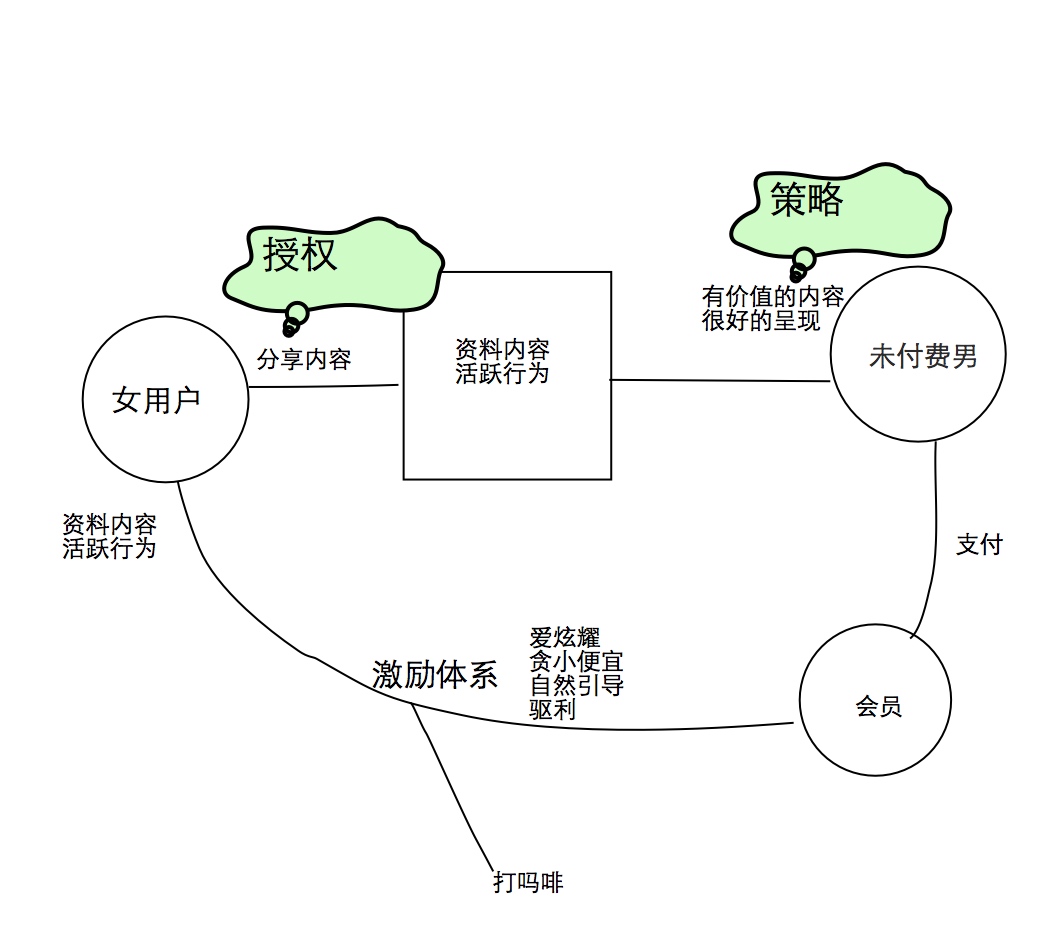 策略
授权
有价值的内容
很好的呈现
分享内容
资料内容
活跃行为
未付费男
女用户
资料内容
活跃行为
支付
激励体系
爱炫耀
贪小便宜
自然引导
驱利
会员
打吗啡